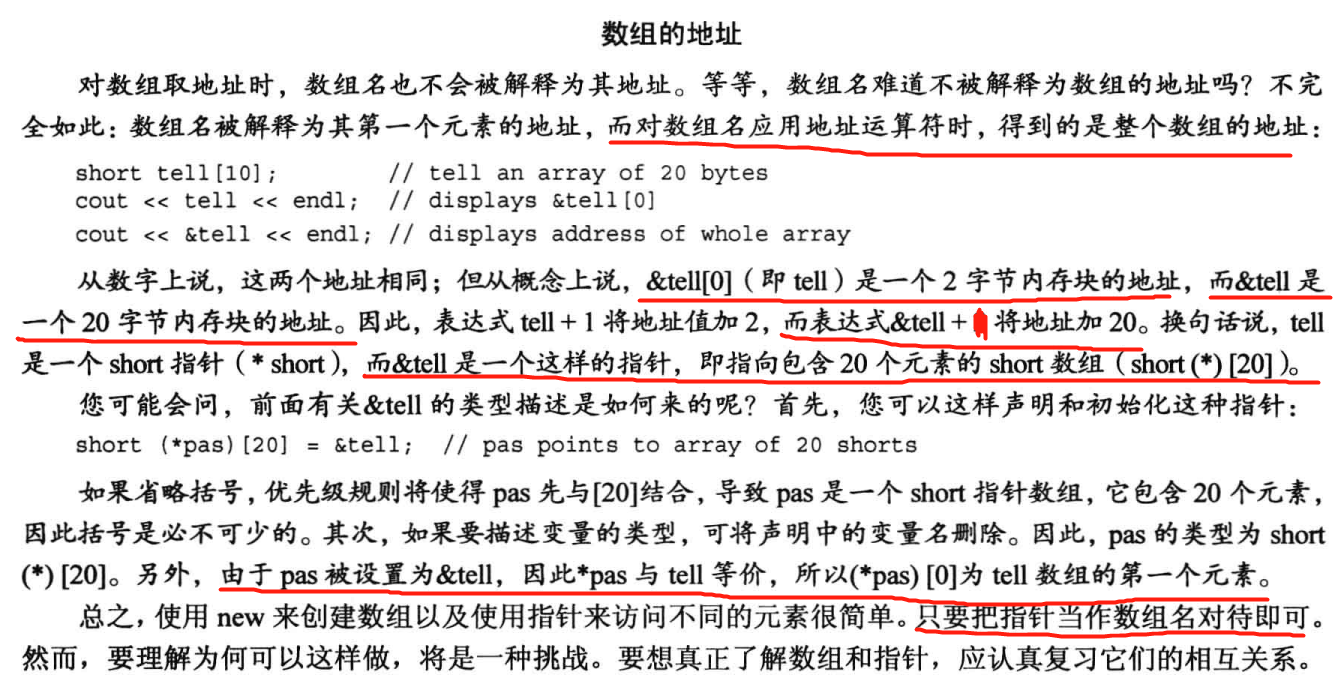 数组的地址
对数组取地址时，数组名也不会被解释为其地址。等等，数组名难道不被解释为数组的地址吗？不完
全如此：数组名被解释为其第一个元素的地址，而对数组名应用地址运算符时，得到的是整个数组的地址：
short tell[10];        // tell an array of 20 bytes
cout << tell << endl;  // displays &tell[0]
cout << &tell << endl; // displays address of whole array
从数字上说，这两个地址相同；但从概念上说，&tell[0]（即 tell）是一个 2 字节内存块的地址，而&tell 是
一个 20 字节内存块的地址。因此，表达式 tell + 1 将地址值加 2，而表达式&tell + 将地址加 20。换句话说，tell
是一个 short 指针（* short），而&tell 是一个这样的指针，即指向包含 20 个元素的 short 数组（short (*) [20]）。
您可能会问，前面有关&tell 的类型描述是如何来的呢？首先，您可以这样声明和初始化这种指针：
short (*pas)[20] = &tell;  // pas points to array of 20 shorts
如果省略括号，优先级规则将使得 pas 先与[20]结合，导致 pas 是一个 short 指针数组，它包含 20 个元素，
因此括号是必不可少的。其次，如果要描述变量的类型，可将声明中的变量名删除。因此，pas 的类型为 short
(*) [20]。另外，由于 pas 被设置为&tell，因此*pas 与 tell 等价，所以(*pas) [0]为 tell 数组的第一个元素。
总之，使用 new 来创建数组以及使用指针来访问不同的元素很简单。只要把指针当作数组名对待即可。
然而，要理解为何可以这样做，将是一种挑战。要想真正了解数组和指针，应认真复习它们的相互关系。